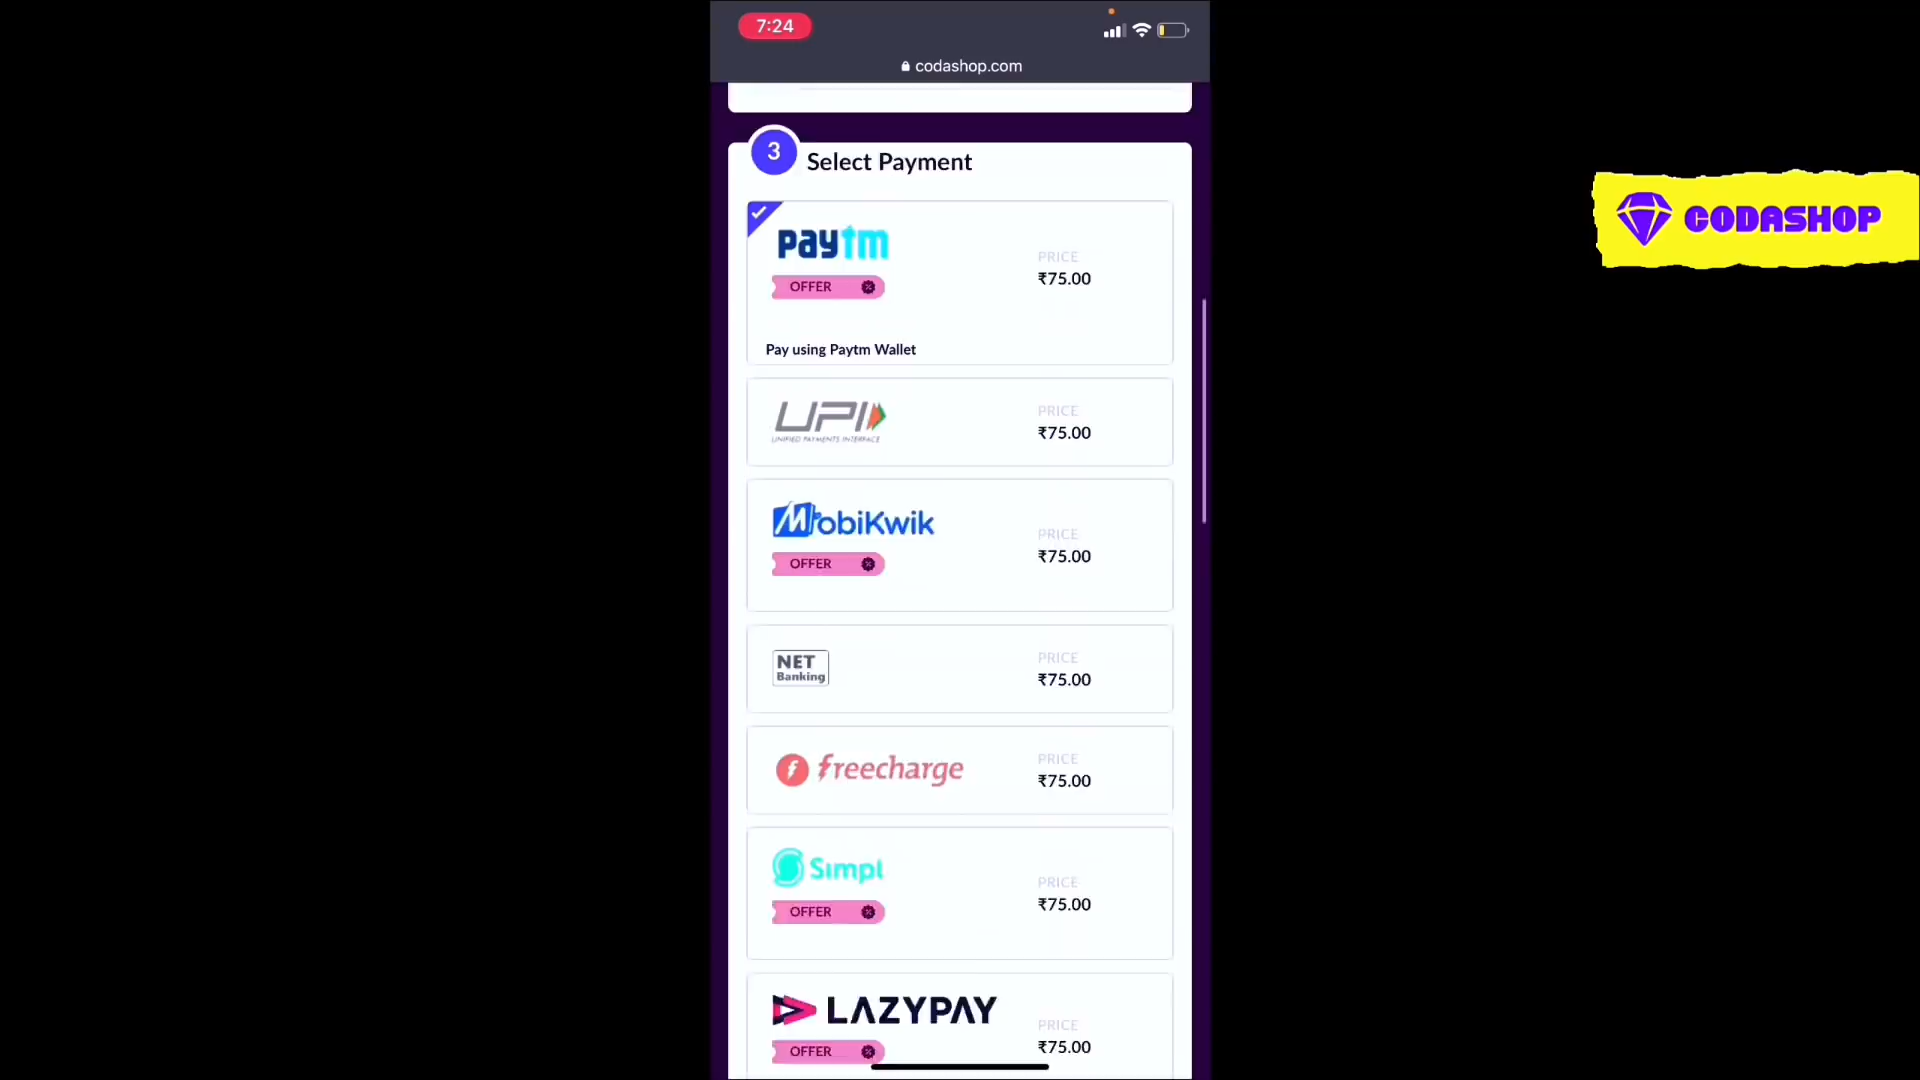 7:24
codashop.com
3 Select Payment
paytm
OFFER
PRICE
₹75.00
Pay using Paytm Wallet
UPI
UNIFIED PAYMENTS INTERFACE
PRICE
₹75.00
MobiKwik
OFFER
PRICE
₹75.00
NET
Banking
PRICE
₹75.00
freecharge
PRICE
₹75.00
Simpl
OFFER
PRICE
₹75.00
LAZYPAY
OFFER
PRICE
₹75.00
CODASHOP